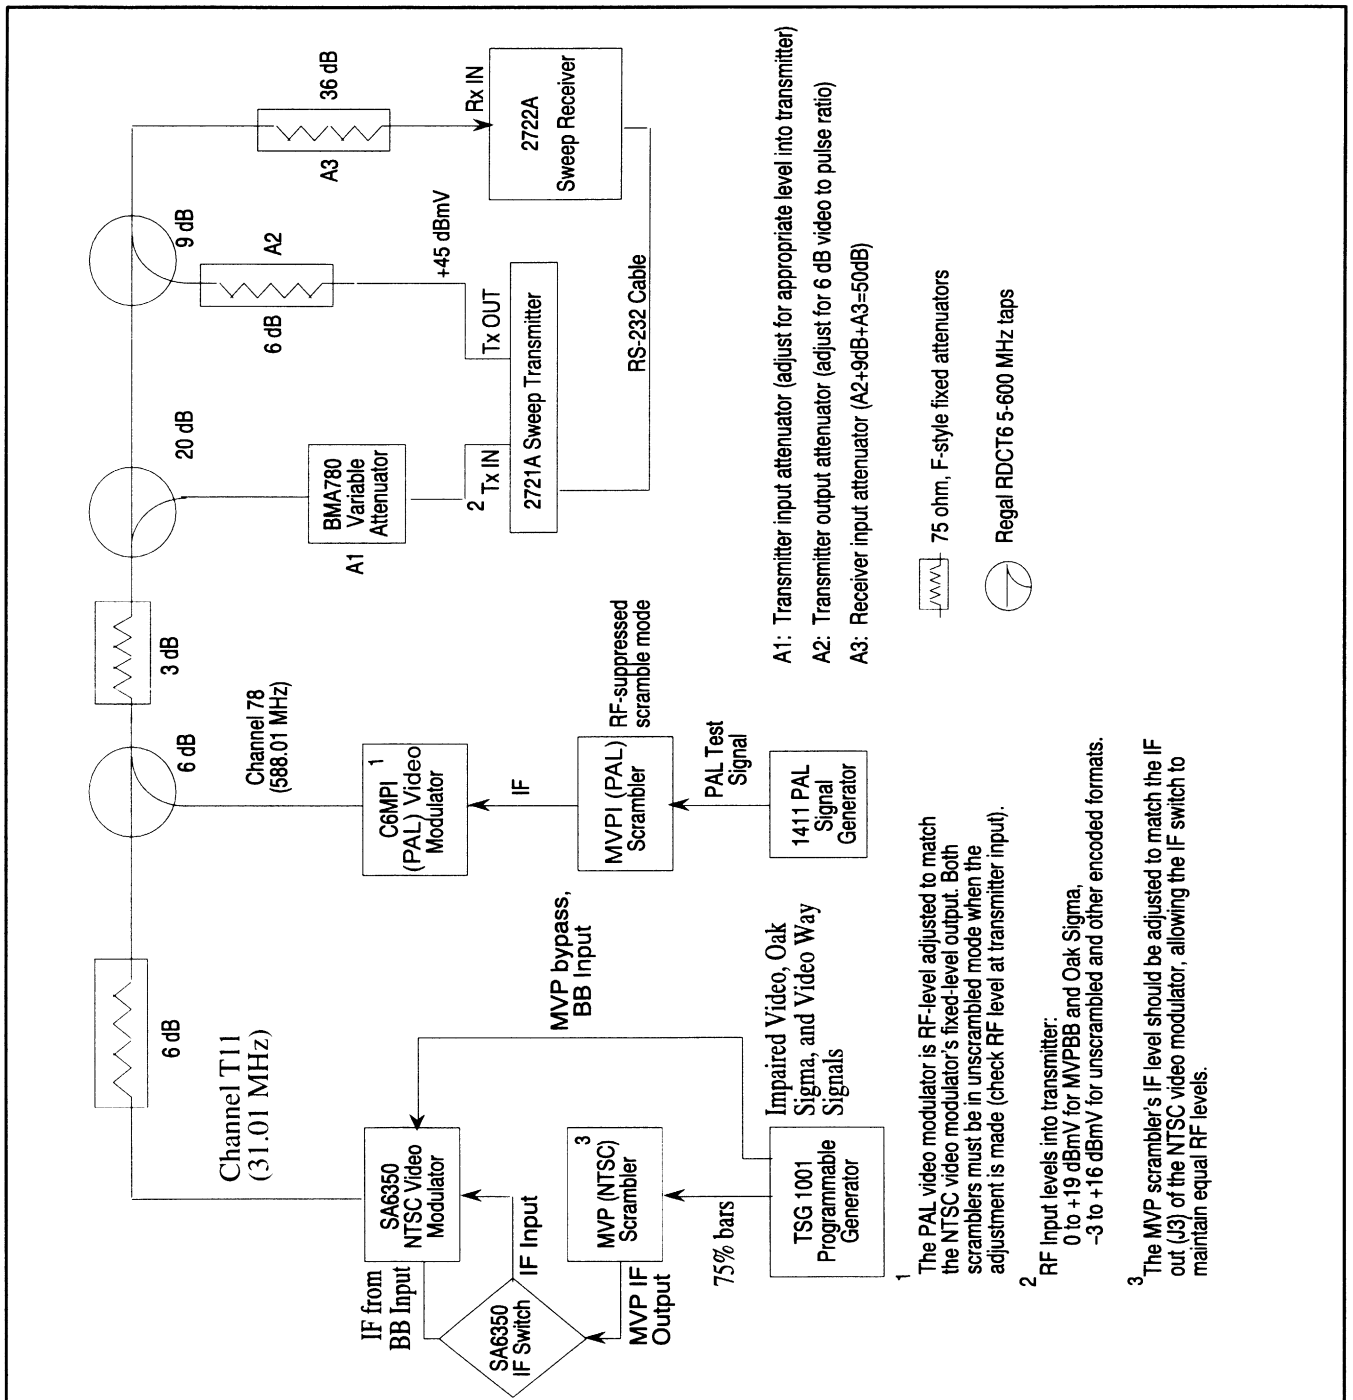 36 dB
A3
Rx IN
2722A
Sweep Receiver
9 dB
A2
6 dB
+45 dBmV
Tx OUT
20 dB
BMA780
Variable
Attenuator
A1
2
Tx IN
2721A Sweep Transmitter
RS-232 Cable
3 dB
6 dB
Channel 78
(588.01 MHz)
C6MPI 1
(PAL) Video
Modulator
IF
MVPI (PAL)
Scrambler
RF-suppressed
scramble mode
PAL Test
Signal
1411 PAL
Signal
Generator
6 dB
Channel T11
(31.01 MHz)
SA6350
NTSC Video
Modulator
MVP bypass,
BB Input
IF from
BB Input
IF Input
SA6350
IF Switch
MVP IF
Output
3
MVP (NTSC)
Scrambler
75% bars
Impaired Video, Oak
Sigma, and Video Way
Signals
TSG 1001
Programmable
Generator
A1: Transmitter input attenuator (adjust for appropriate level into transmitter)
A2: Transmitter output attenuator (adjust for 6 dB video to pulse ratio)
A3: Receiver input attenuator (A2+9dB+A3=50dB)
75 ohm, F-style fixed attenuators
Regal RDCT6 5-600 MHz taps
1
The PAL video modulator is RF-level adjusted to match
the NTSC video modulator's fixed-level output. Both
scramblers must be in unscrambled mode when the
adjustment is made (check RF level at transmitter input).
2
RF Input levels into transmitter:
0 to +19 dBmV for MVPBB and Oak Sigma,
–3 to +16 dBmV for unscrambled and other encoded formats.
3
The MVP scrambler's IF level should be adjusted to match the IF
out (J3) of the NTSC video modulator, allowing the IF switch to
maintain equal RF levels.